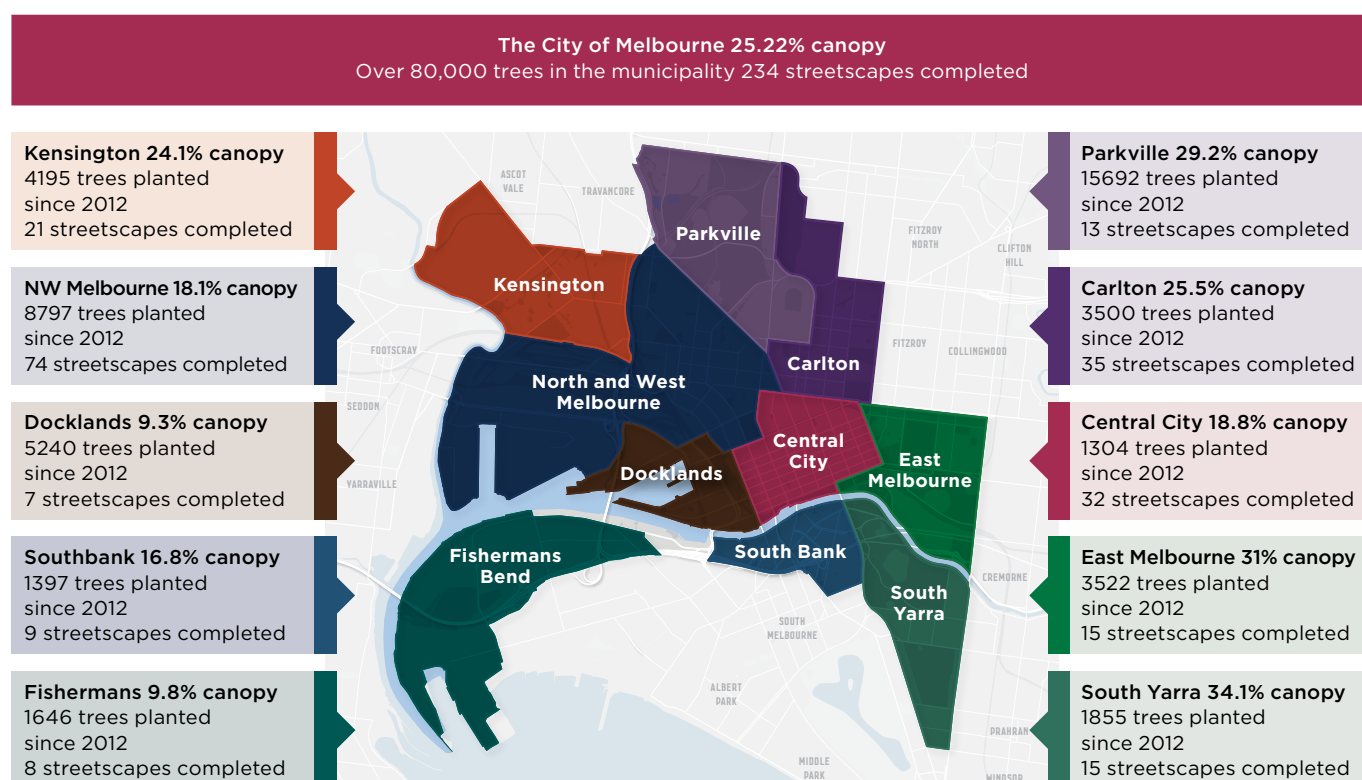 The City of Melbourne 25.22% canopy
Over 80,000 trees in the municipality 234 streetscapes completed
Kensington 24.1% canopy
4195 trees planted
since 2012
21 streetscapes completed
NW Melbourne 18.1% canopy
8797 trees planted
since 2012
74 streetscapes completed
Docklands 9.3% canopy
5240 trees planted
since 2012
7 streetscapes completed
Southbank 16.8% canopy
1397 trees planted
since 2012
9 streetscapes completed
Fishermans 9.8% canopy
1646 trees planted
since 2012
8 streetscapes completed
ASCOT
VALE
TRAVANCORE
Parkville
FITZROY
NORTH
CLIFTON
HILL
Kensington
FOOTSCRAY
FITZROY
COLLINGWOOD
Carlton
North and West
Melbourne
SEDDON
Central
City
East
Melbourne
Docklands
YARRAVILLE
Fishermans
Bend
South Bank
South
Yarra
CREMORNE
SOUTH
MELBOURNE
ALBERT
PARK
PRAHRAN
MIDDLE
PARK
WINDSOR
Parkville 29.2% canopy
15692 trees planted
since 2012
13 streetscapes completed
Carlton 25.5% canopy
3500 trees planted
since 2012
35 streetscapes completed
Central City 18.8% canopy
1304 trees planted
since 2012
32 streetscapes completed
East Melbourne 31% canopy
3522 trees planted
since 2012
15 streetscapes completed
South Yarra 34.1% canopy
1855 trees planted
since 2012
15 streetscapes completed